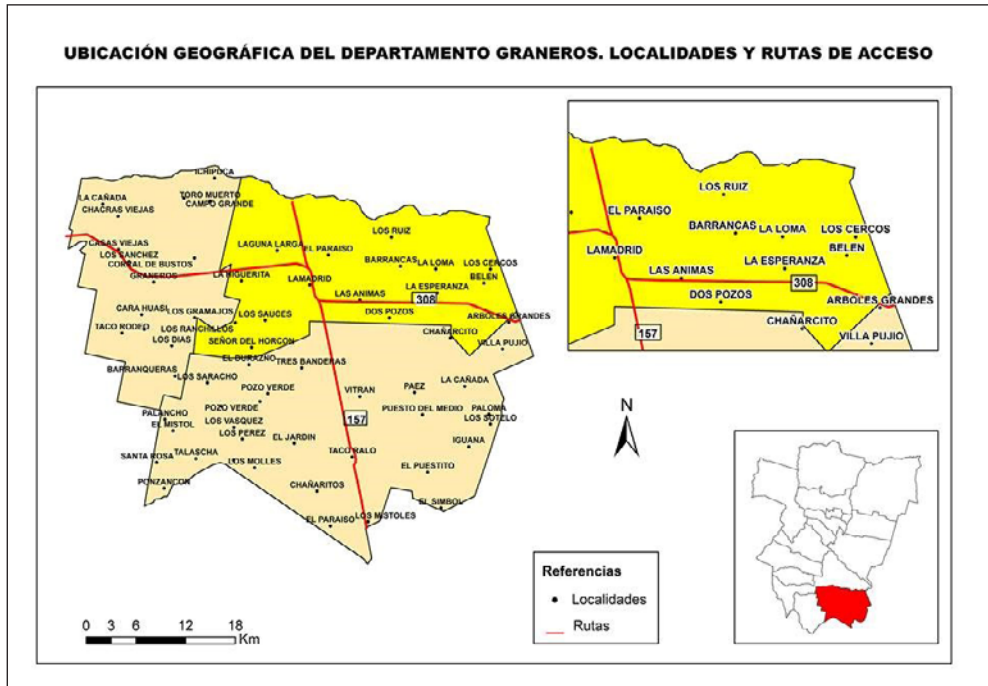 UBICACIÓN GEOGRÁFICA DEL DEPARTAMENTO GRANEROS. LOCALIDADES Y RUTAS DE ACCESO
ICHIPUCA
LA CAÑADA
TORO MUERTO
CHACRAS VIEJAS
CAMPO GRANDE
LOS RUIZ
CASAS VIEJAS
LAGUNA LARGA
EL PARAISO
LOS SANCHEZ
CORRAL DE BUSTOS
BARRANCAS
LA LOMA
LOS CERCOS
GRANEROS
LA HIGUERITA
LAMADRID
LA ESPERANZA
BELEN
LAS ANIMAS
308
CARA HUASI
LOS GRAMAJOS
LOS SAUCES
DOS POZOS
ARBOLES GRANDES
TACO RODEO
LOS RANCHILLOS
CHAÑARCITO
LOS DIAS
SEÑOR DEL HORCON
VILLA PUJIO
EL DURAZNO
TRES BANDERAS
BARRANQUERAS
LOS SARACHO
LA CAÑADA
POZO VERDE
VITRAN
PAEZ
PALANCHO
POZO VERDE
157
PUESTO DEL MEDIO
PALOMA
EL MISTOL
LOS VASQUEZ
LOS SOTELO
LOS PEREZ
EL JARDIN
IGUANA
SANTA ROSA
TALASCHA
LOS MOLLES
TACO RALO
EL PUESTITO
PONZANCON
CHAÑARITOS
EL SIMBOL
EL PARAISO
LOS MISTOLES
LOS RUIZ
EL PARAISO
BARRANCAS
LA LOMA
LOS CERCOS
BELEN
LAMADRID
LA ESPERANZA
LAS ANIMAS
308
DOS POZOS
ARBOLES GRANDES
CHAÑARCITO
157
VILLA PUJIO
N
Referencias
Localidades
Rutas
0 3 6 12 18
Km